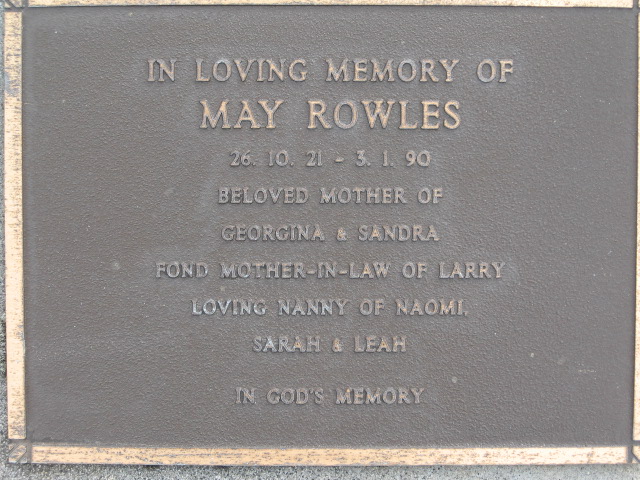 IN LOVING MEMORY OF
MAY ROWLES
26. 10. 21 - 3. 1. 90
BELOVED MOTHER OF
GEORGINA & SANDRA
FOND MOTHER-IN-LAW OF LARRY
LOVING NANNY OF NAOMI,
SARAH & LEAH
IN GOD'S MEMORY